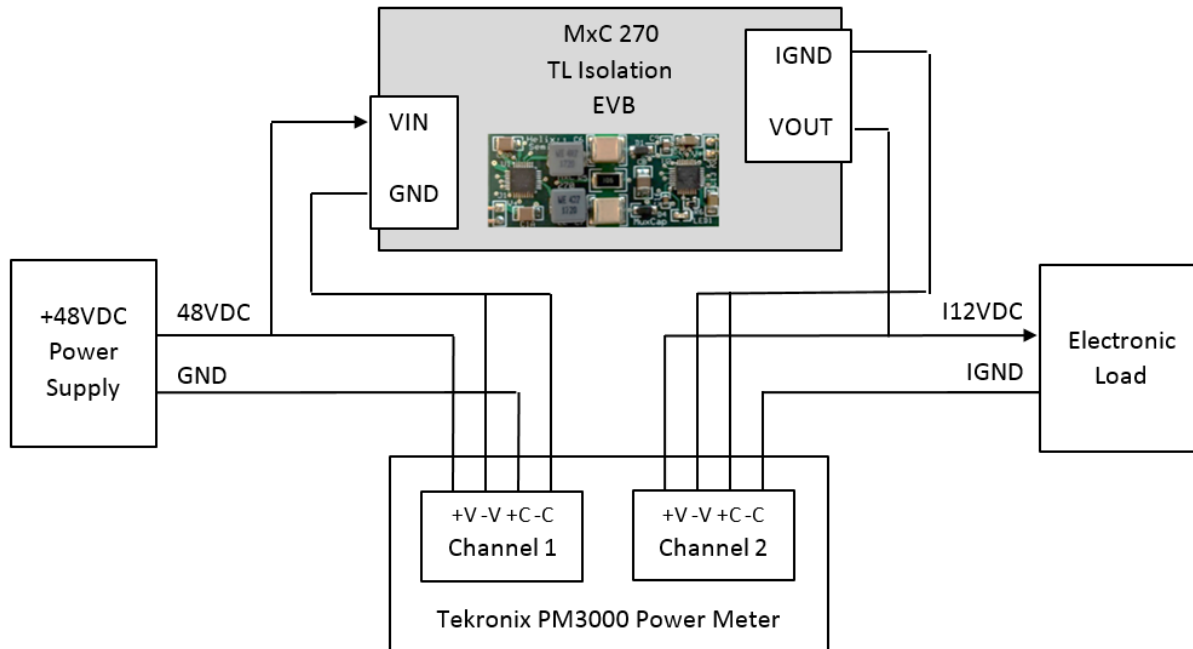 MxC 270
TL Isolation
EVB
IGND
VOUT
VIN
GND
+48VDC
Power
Supply
48VDC
GND
I12VDC
IGND
Electronic
Load
+V -V +C -C
Channel 1
+V -V +C -C
Channel 2
Tekronix PM3000 Power Meter